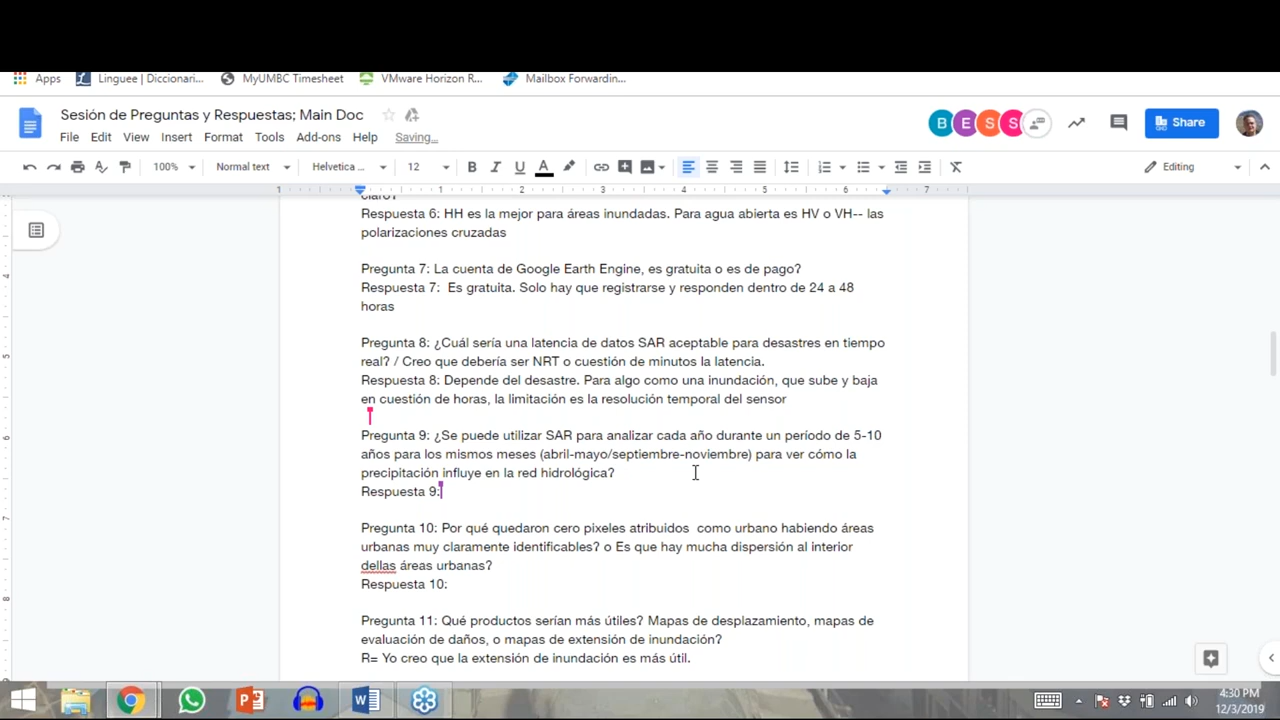 Apps Linguee | Diccionari... MyUMBC Timesheet VMware Horizon R... Mailbox Forwardin...
Sesión de Preguntas y Respuestas; Main Doc
B E S S Share
File Edit View Insert Format Tools Add-ons Help Saving...
100% Normal text Helvetica ... 12 B I U A Editing
1 1 2 3 4 5 6 7
claro?
Respuesta 6: HH es la mejor para áreas inundadas. Para agua abierta es HV o VH-- las
polarizaciones cruzadas
Pregunta 7: La cuenta de Google Earth Engine, es gratuita o es de pago?
Respuesta 7:  Es gratuita. Solo hay que registrarse y responden dentro de 24 a 48
horas
Pregunta 8: ¿Cuál sería una latencia de datos SAR aceptable para desastres en tiempo
real? / Creo que debería ser NRT o cuestión de minutos la latencia.
Respuesta 8: Depende del desastre. Para algo como una inundación, que sube y baja
en cuestión de horas, la limitación es la resolución temporal del sensor
Pregunta 9: ¿Se puede utilizar SAR para analizar cada año durante un período de 5-10
años para los mismos meses (abril-mayo/septiembre-noviembre) para ver cómo la
precipitación influye en la red hidrológica?
Respuesta 9:
Pregunta 10: Por qué quedaron cero pixeles atribuidos  como urbano habiendo áreas
urbanas muy claramente identificables? o Es que hay mucha dispersión al interior
dellas áreas urbanas?
Respuesta 10:
Pregunta 11: Qué productos serían más útiles? Mapas de desplazamiento, mapas de
evaluación de daños, o mapas de extensión de inundación?
R= Yo creo que la extensión de inundación es más útil.
4:30 PM
12/3/2019